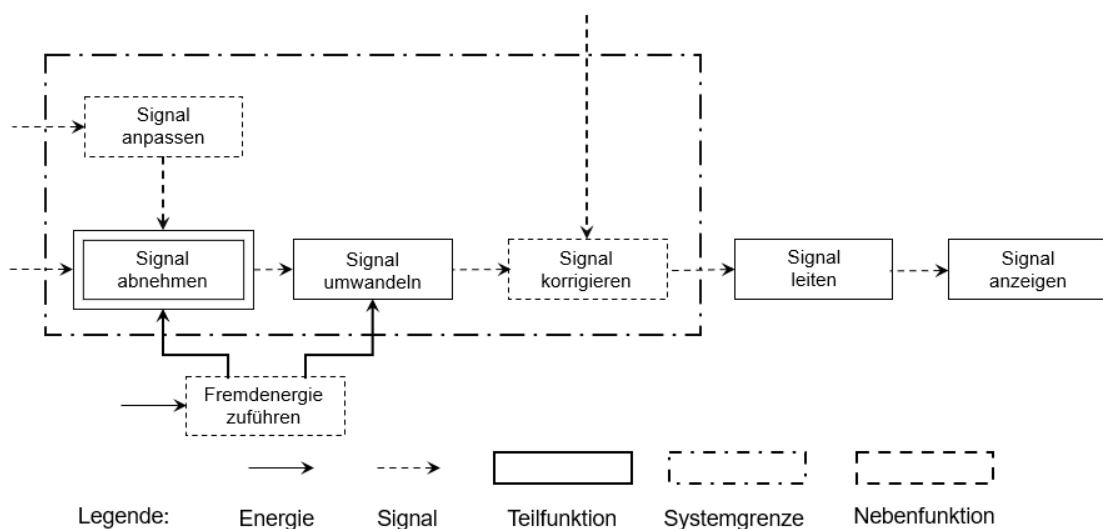 Signal
anpassen
Signal
abnehmen
Signal
umwandeln
Signal
korrigieren
Signal
leiten
Signal
anzeigen
Fremdenergie
zuführen
Legende:
Energie
Signal
Teilfunktion
Systemgrenze
Nebenfunktion